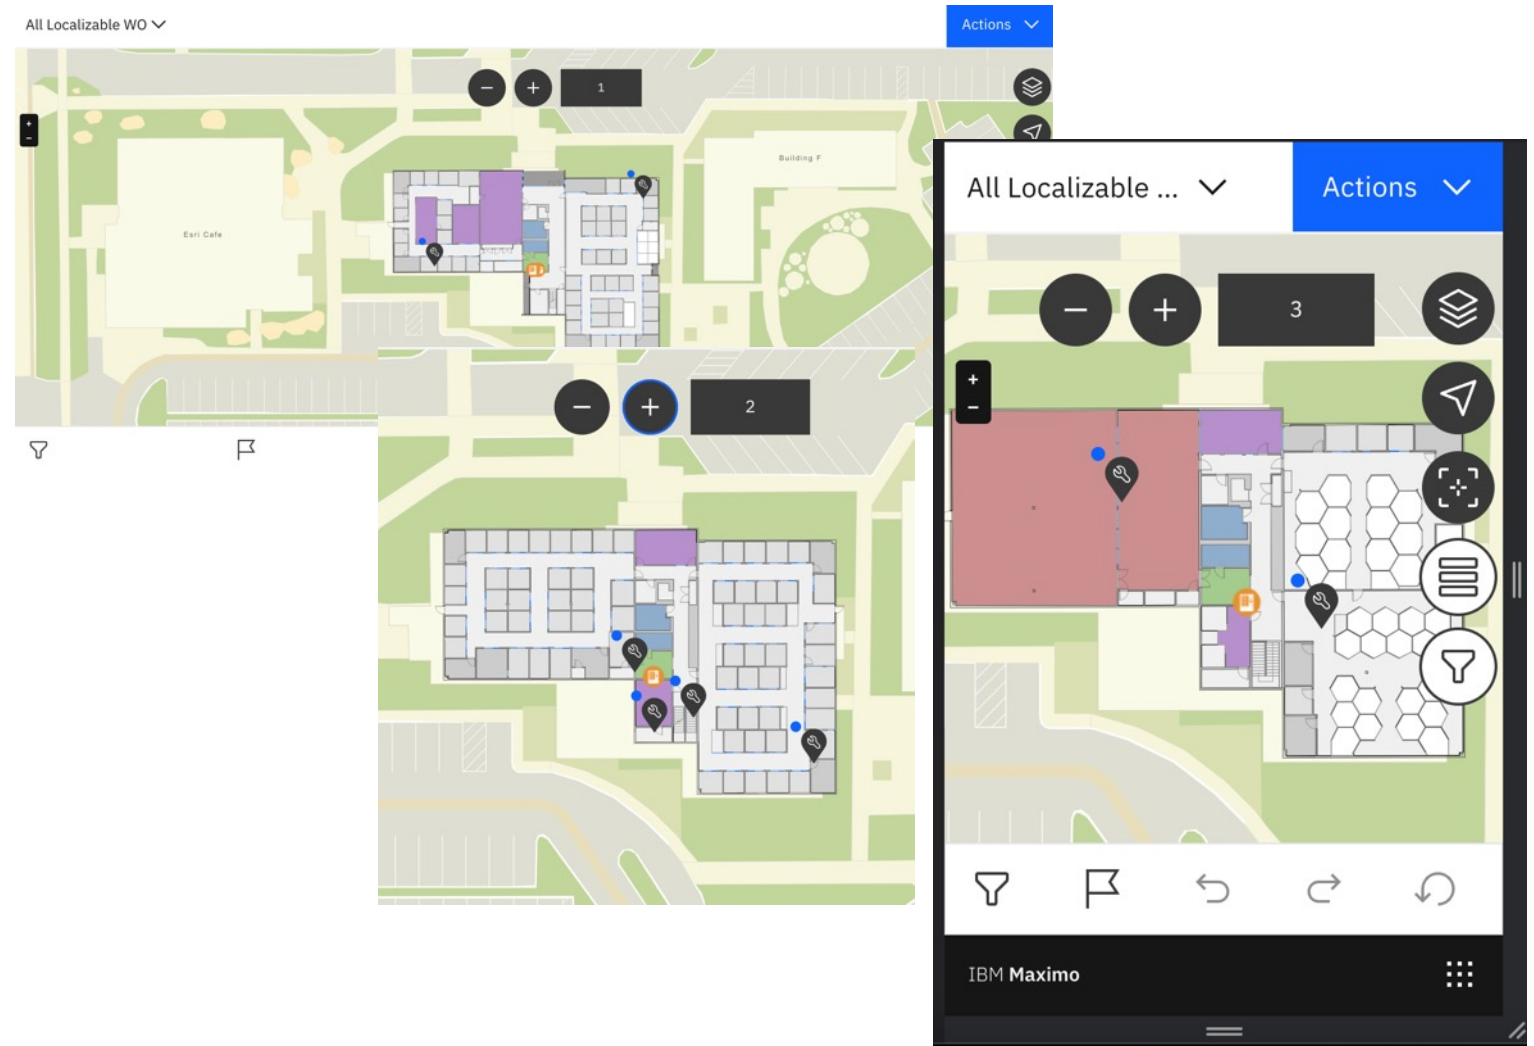 All Localizable WO
Actions
1
+
−
Building F
Esri Cafe
2
All Localizable ...
Actions
3
+
−
IBM Maximo